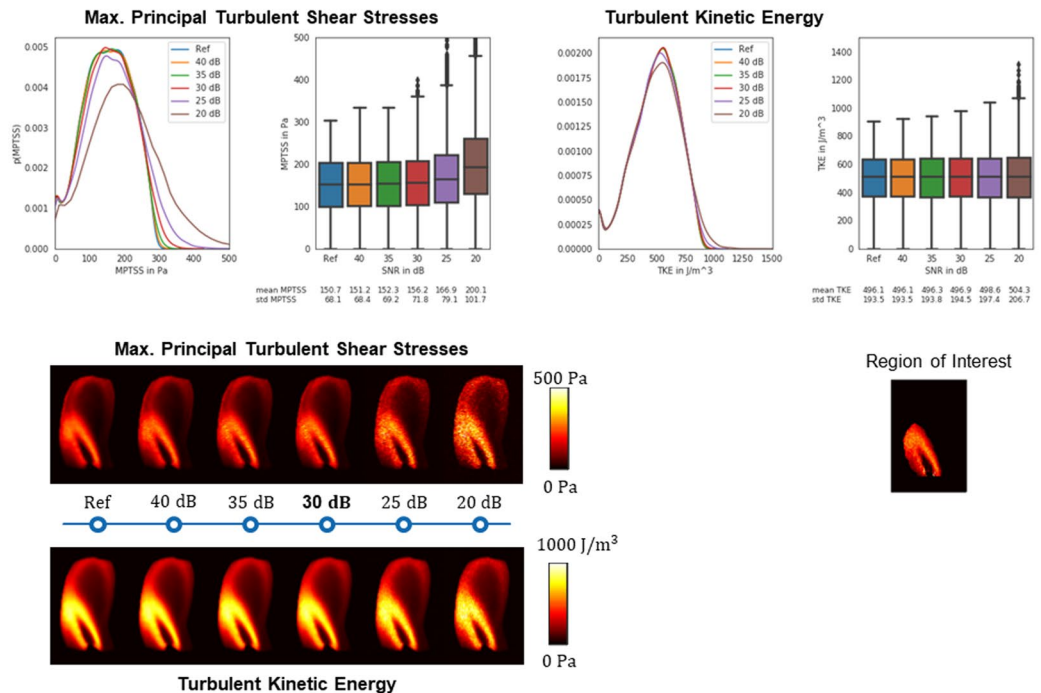 Max. Principal Turbulent Shear Stresses
0.005
0.004
0.003
0.002
0.001
0.000
p(MPTSS)
0 100 200 300 400 500
MPTSS in Pa
Ref
40 dB
35 dB
30 dB
25 dB
20 dB
500
400
300
200
100
0
MPTSS in Pa
Ref 40 35 30 25 20
SNR in dB
mean MPTSS 150.7 151.2 152.3 156.2 166.9 200.1
std MPTSS 68.1 68.4 69.2 71.8 79.1 101.7
Turbulent Kinetic Energy
0.00200
0.00175
0.00150
0.00125
0.00100
0.00075
0.00050
0.00025
0.00000
0 250 500 750 1000 1250 1500
TKE in J/m^3
Ref
40 dB
35 dB
30 dB
25 dB
20 dB
1400
1200
1000
800
600
400
200
0
TKE in J/m^3
Ref 40 35 30 25 20
SNR in dB
mean TKE 496.1 496.1 496.3 496.9 498.6 504.3
std TKE 193.5 193.5 193.8 194.5 197.4 206.7
Max. Principal Turbulent Shear Stresses
500 Pa
0 Pa
Ref 40 dB 35 dB 30 dB 25 dB 20 dB
1000 J/m³
0 Pa
Turbulent Kinetic Energy
Region of Interest